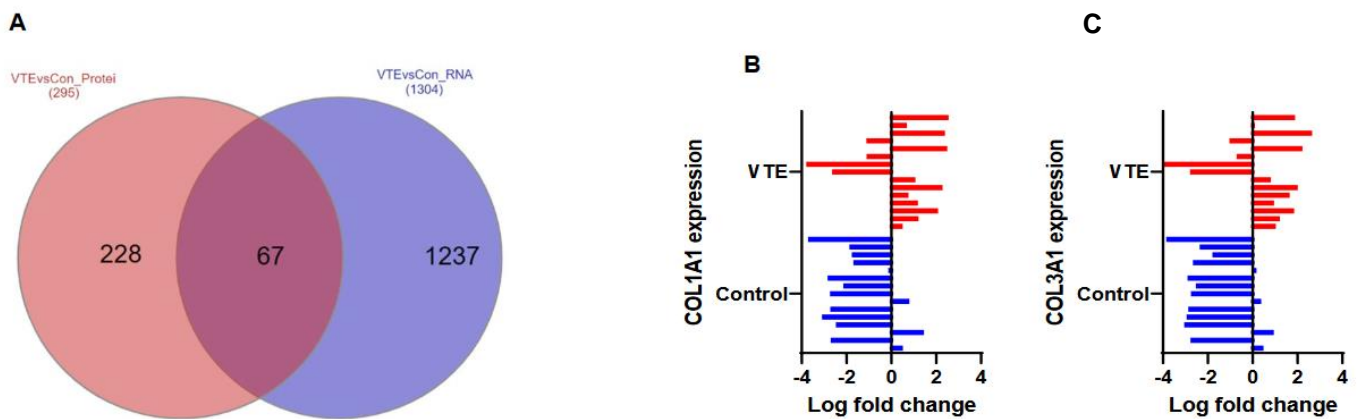 A
VTEvsCon_Protei
(295)
VTEvsCon_RNA
(1304)
228
67
1237
B
COL1A1 expression
VTE
Control
-4 -2 0 2 4
Log fold change
C
COL3A1 expression
VTE
Control
-4 -2 0 2 4
Log fold change